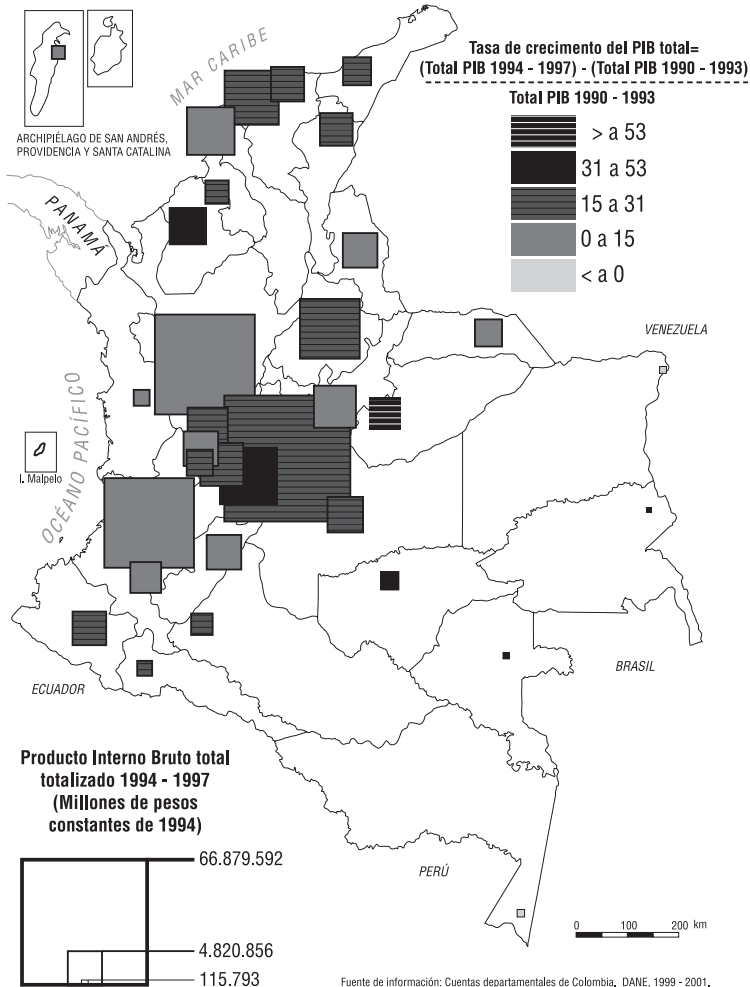 MAR CARIBE
Tasa de crecimento del PIB total=
(Total PIB 1994 - 1997) - (Total PIB 1990 - 1993)
Total PIB 1990 - 1993
> a 53
31 a 53
15 a 31
0 a 15
< a 0
ARCHIPIÉLAGO DE SAN ANDRÉS,
PROVIDENCIA Y SANTA CATALINA
PANAMÁ
VENEZUELA
OCÉANO PACÍFICO
I. Malpelo
BRASIL
ECUADOR
Producto Interno Bruto total
totalizado 1994 - 1997
(Millones de pesos
constantes de 1994)
66.879.592
4.820.856
115.793
PERÚ
0 100 200 km
Fuente de información: Cuentas departamentales de Colombia, DANE, 1999 - 2001.